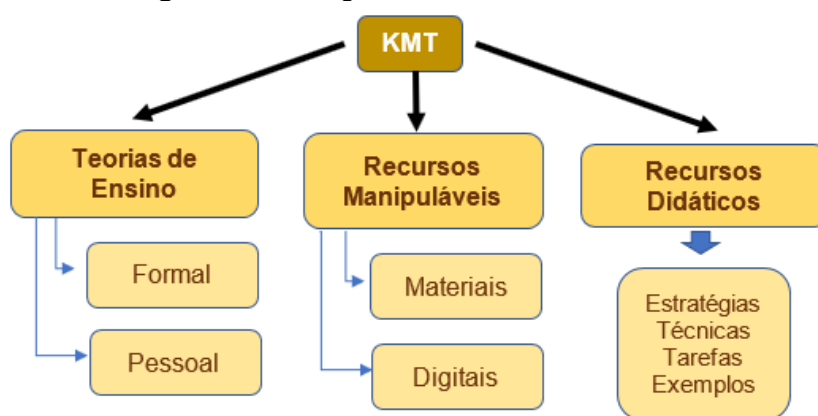 KMT
Teorias de
Ensino
Formal
Pessoal
Recursos
Manipuláveis
Materiais
Digitais
Recursos
Didáticos
Estratégias
Técnicas
Tarefas
Exemplos